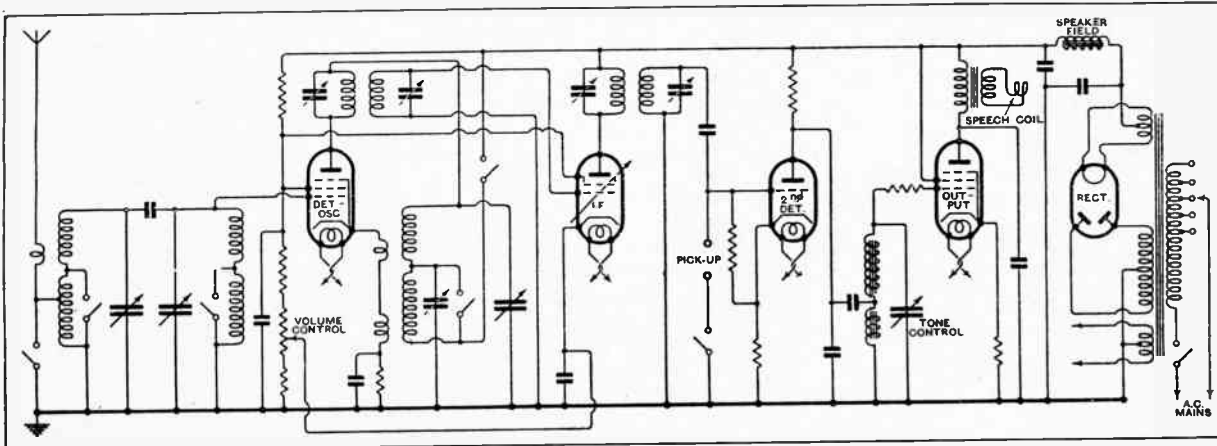 SPEAKER
FIELD
SPEECH COIL
DET.
OSC
I.F
2ND
DET.
OUT-
PUT
RECT.
PICK-UP
VOLUME
CONTROL
TONE
CONTROL
A.C.
MAINS